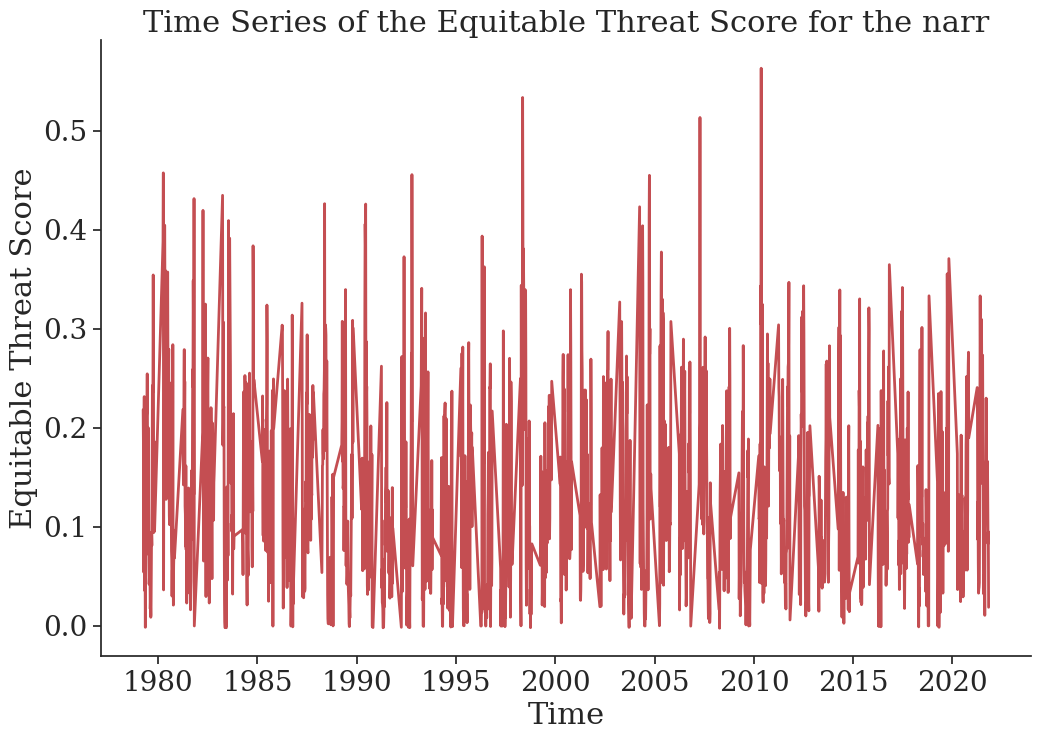 Time Series of the Equitable Threat Score for the narr
Equitable Threat Score
0.5
0.4
0.3
0.2
0.1
0.0
1980 1985 1990 1995 2000 2005 2010 2015 2020
Time